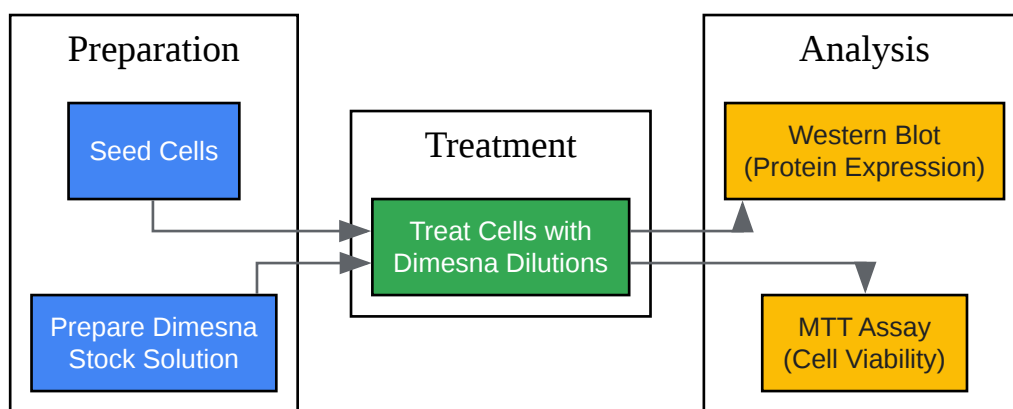 Preparation
Seed Cells
Prepare Dimesna
Stock Solution
Treatment
Treat Cells with
Dimesna Dilutions
Analysis
Western Blot
(Protein Expression)
MTT Assay
(Cell Viability)